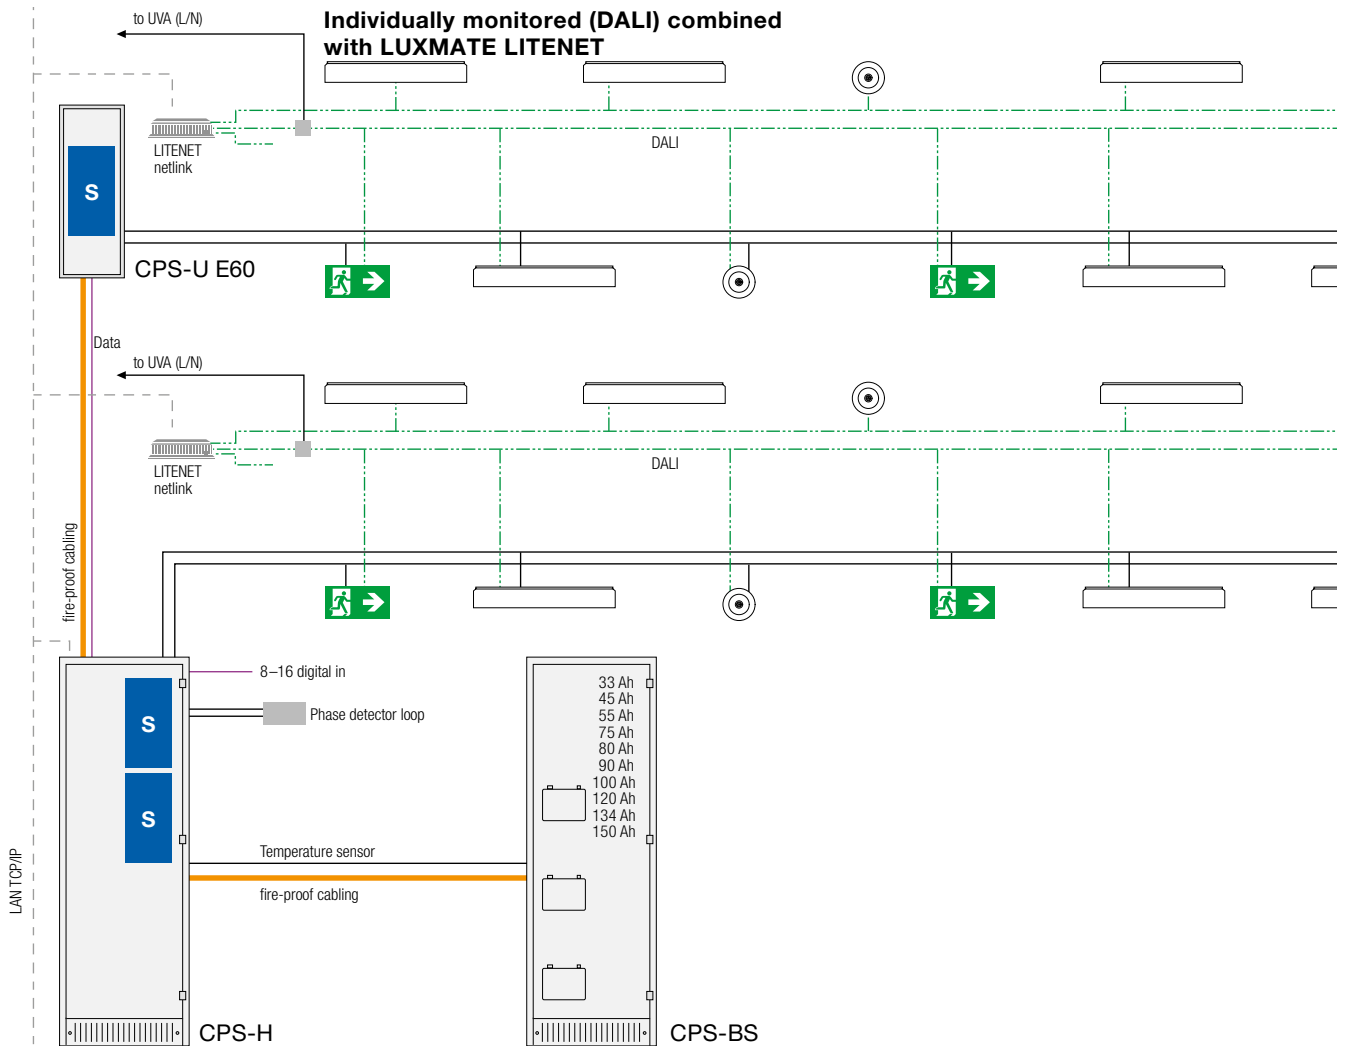 Individually monitored (DALI) combined
with LUXMATE LITENET
to UVA (L/N)
LITENET
netlink
DALI
S
CPS-U E60
Data
to UVA (L/N)
LITENET
netlink
DALI
fire-proof cabling
LAN TCP/IP
8–16 digital in
S
Phase detector loop
S
Temperature sensor
fire-proof cabling
33 Ah
45 Ah
55 Ah
75 Ah
80 Ah
90 Ah
100 Ah
120 Ah
134 Ah
150 Ah
CPS-H
CPS-BS